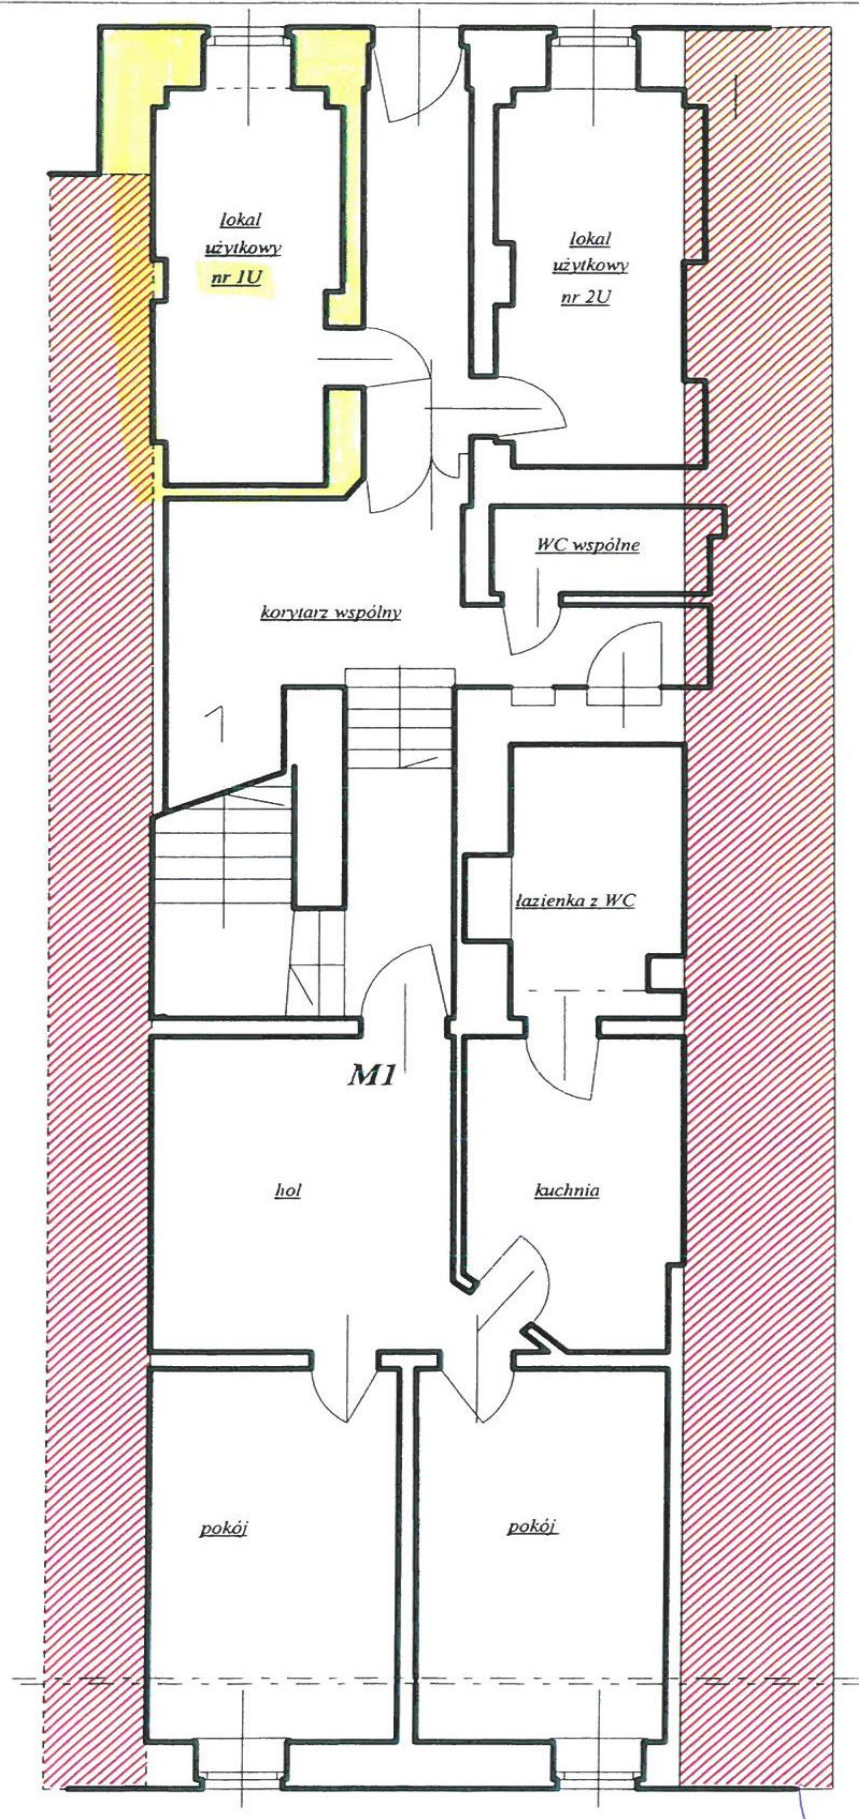 lokal
użytkowy
nr 1U
lokal
użytkowy
nr 2U
WC wspólne
korytarz wspólny
łazienka z WC
M1
hol
kuchnia
pokój
pokój